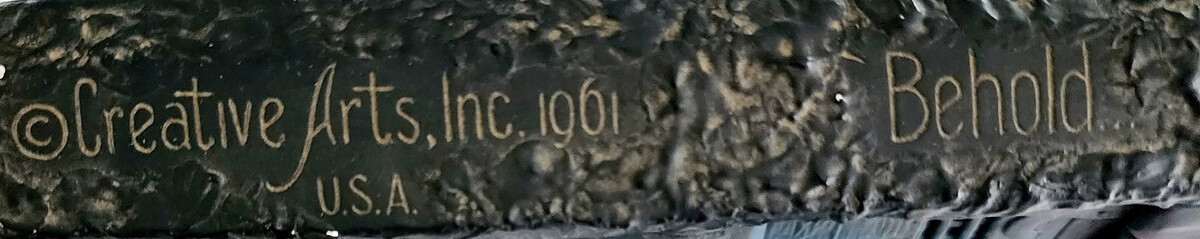 ©Creative Arts, Inc. 1961
U.S.A.
Behold...